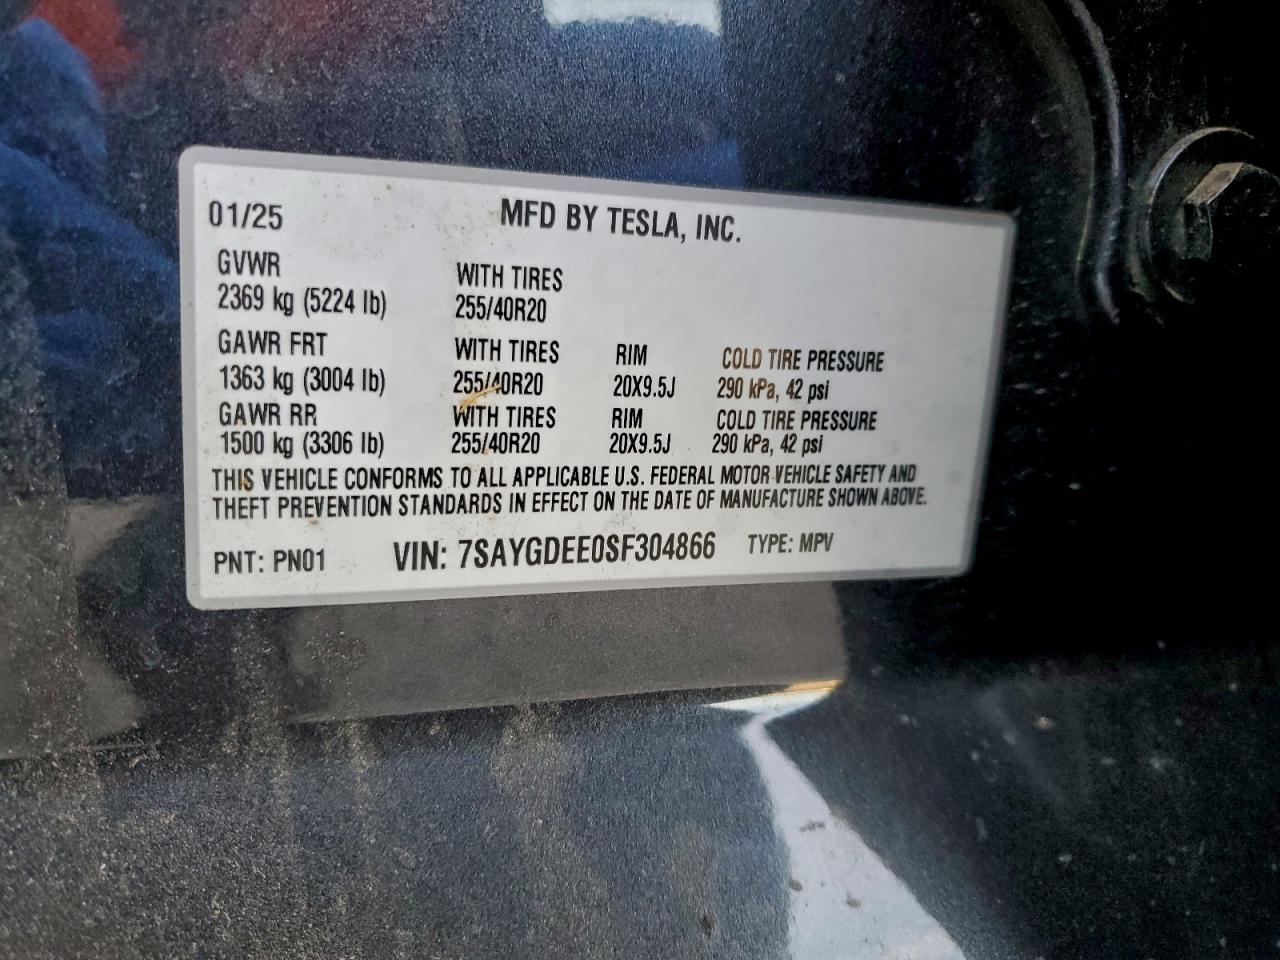 01/25 MFD BY TESLA, INC.
GVWR WITH TIRES
2369 kg (5224 lb) 255/40R20
GAWR FRT WITH TIRES RIM COLD TIRE PRESSURE
1363 kg (3004 lb) 255/40R20 20X9.5J 290 kPa, 42 psi
GAWR RR WITH TIRES RIM COLD TIRE PRESSURE
1500 kg (3306 lb) 255/40R20 20X9.5J 290 kPa, 42 psi
THIS VEHICLE CONFORMS TO ALL APPLICABLE U.S. FEDERAL MOTOR VEHICLE SAFETY AND
THEFT PREVENTION STANDARDS IN EFFECT ON THE DATE OF MANUFACTURE SHOWN ABOVE.
PNT: PN01 VIN: 7SAYGDEE0SF304866 TYPE: MPV